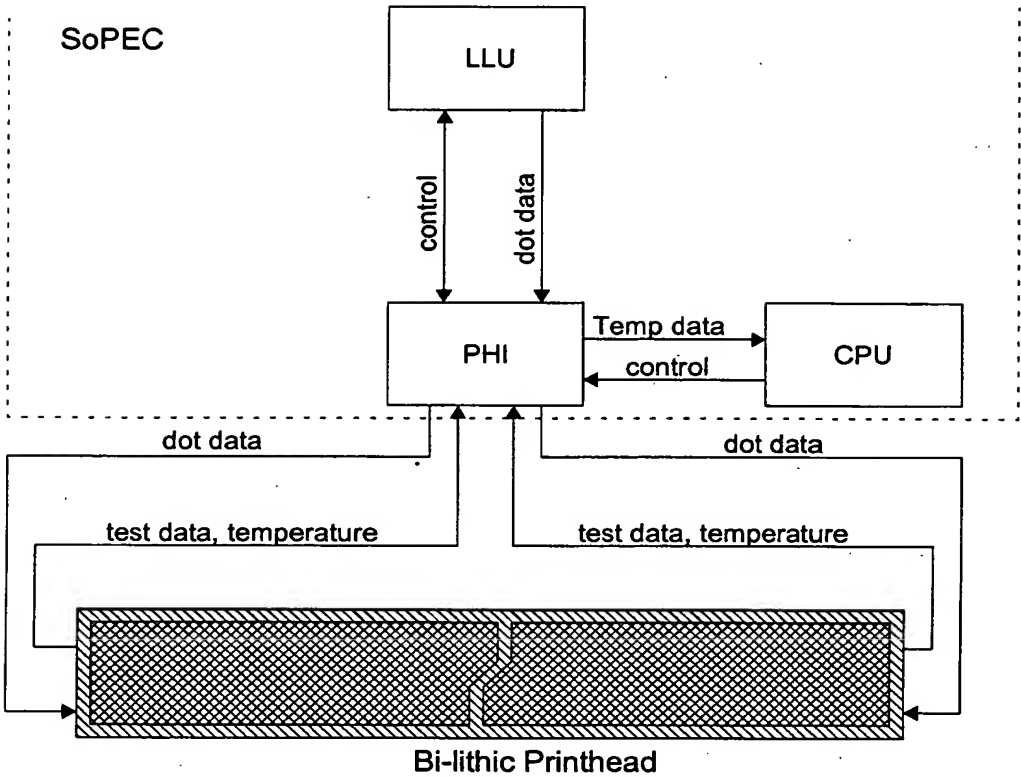 SoPEC
LLU
control
dot data
PHI
Temp data
control
CPU
dot data
dot data
test data, temperature
test data, temperature
Bi-lithic Printhead